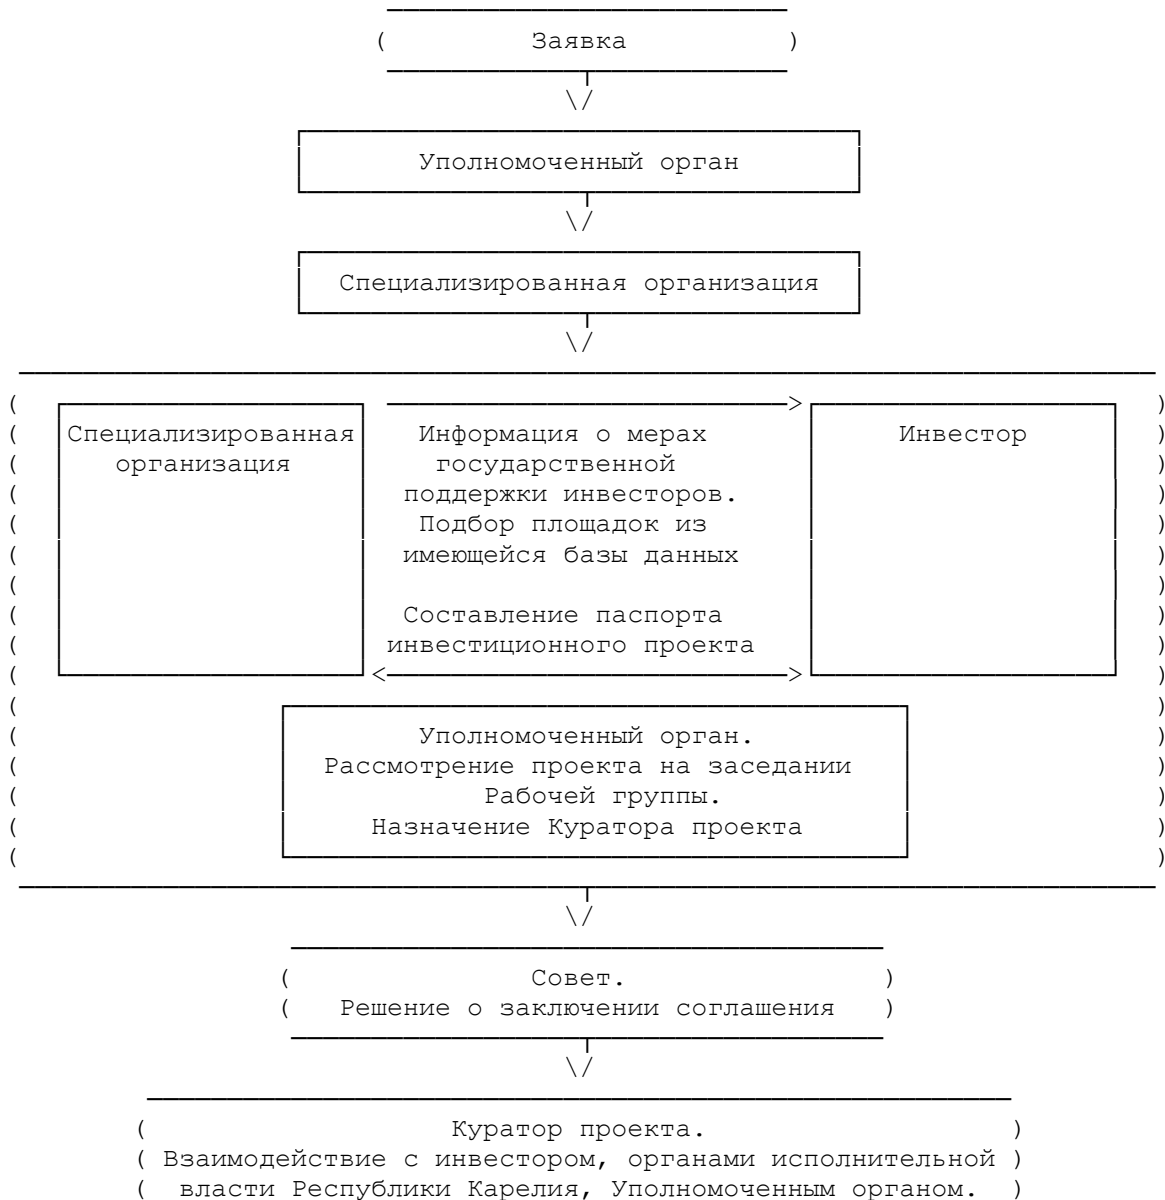 Заявка
Уполномоченный орган
Специализированная организация
Специализированная
организация
Информация о мерах
государственной
поддержки инвесторов.
Подбор площадок из
имеющейся базы данных
Составление паспорта
инвестиционного проекта
Инвестор
Уполномоченный орган.
Рассмотрение проекта на заседании
Рабочей группы.
Назначение Куратора проекта
Совет.
Решение о заключении соглашения
Куратор проекта.
Взаимодействие с инвестором, органами исполнительной
власти Республики Карелия, Уполномоченным органом.